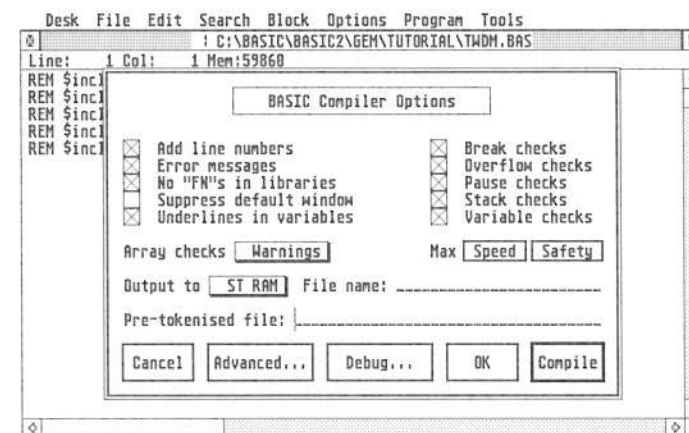 Desk File Edit Search Block Options Program Tools
C:\BASIC\BASIC2\GEM\TUTORIAL\TWDM.BAS
Line: 1 Col: 1 Mem:59860
REM $incl
REM $incl
REM $incl
REM $incl
REM $incl
BASIC Compiler Options
Add line numbers
Break checks
Error messages
Overflow checks
No "FN"s in libraries
Pause checks
Suppress default window
Stack checks
Underlines in variables
Variable checks
Array checks Warnings Max Speed Safety
Output to ST RAM File name:
Pre-tokenised file:
Cancel Advanced... Debug... OK Compile